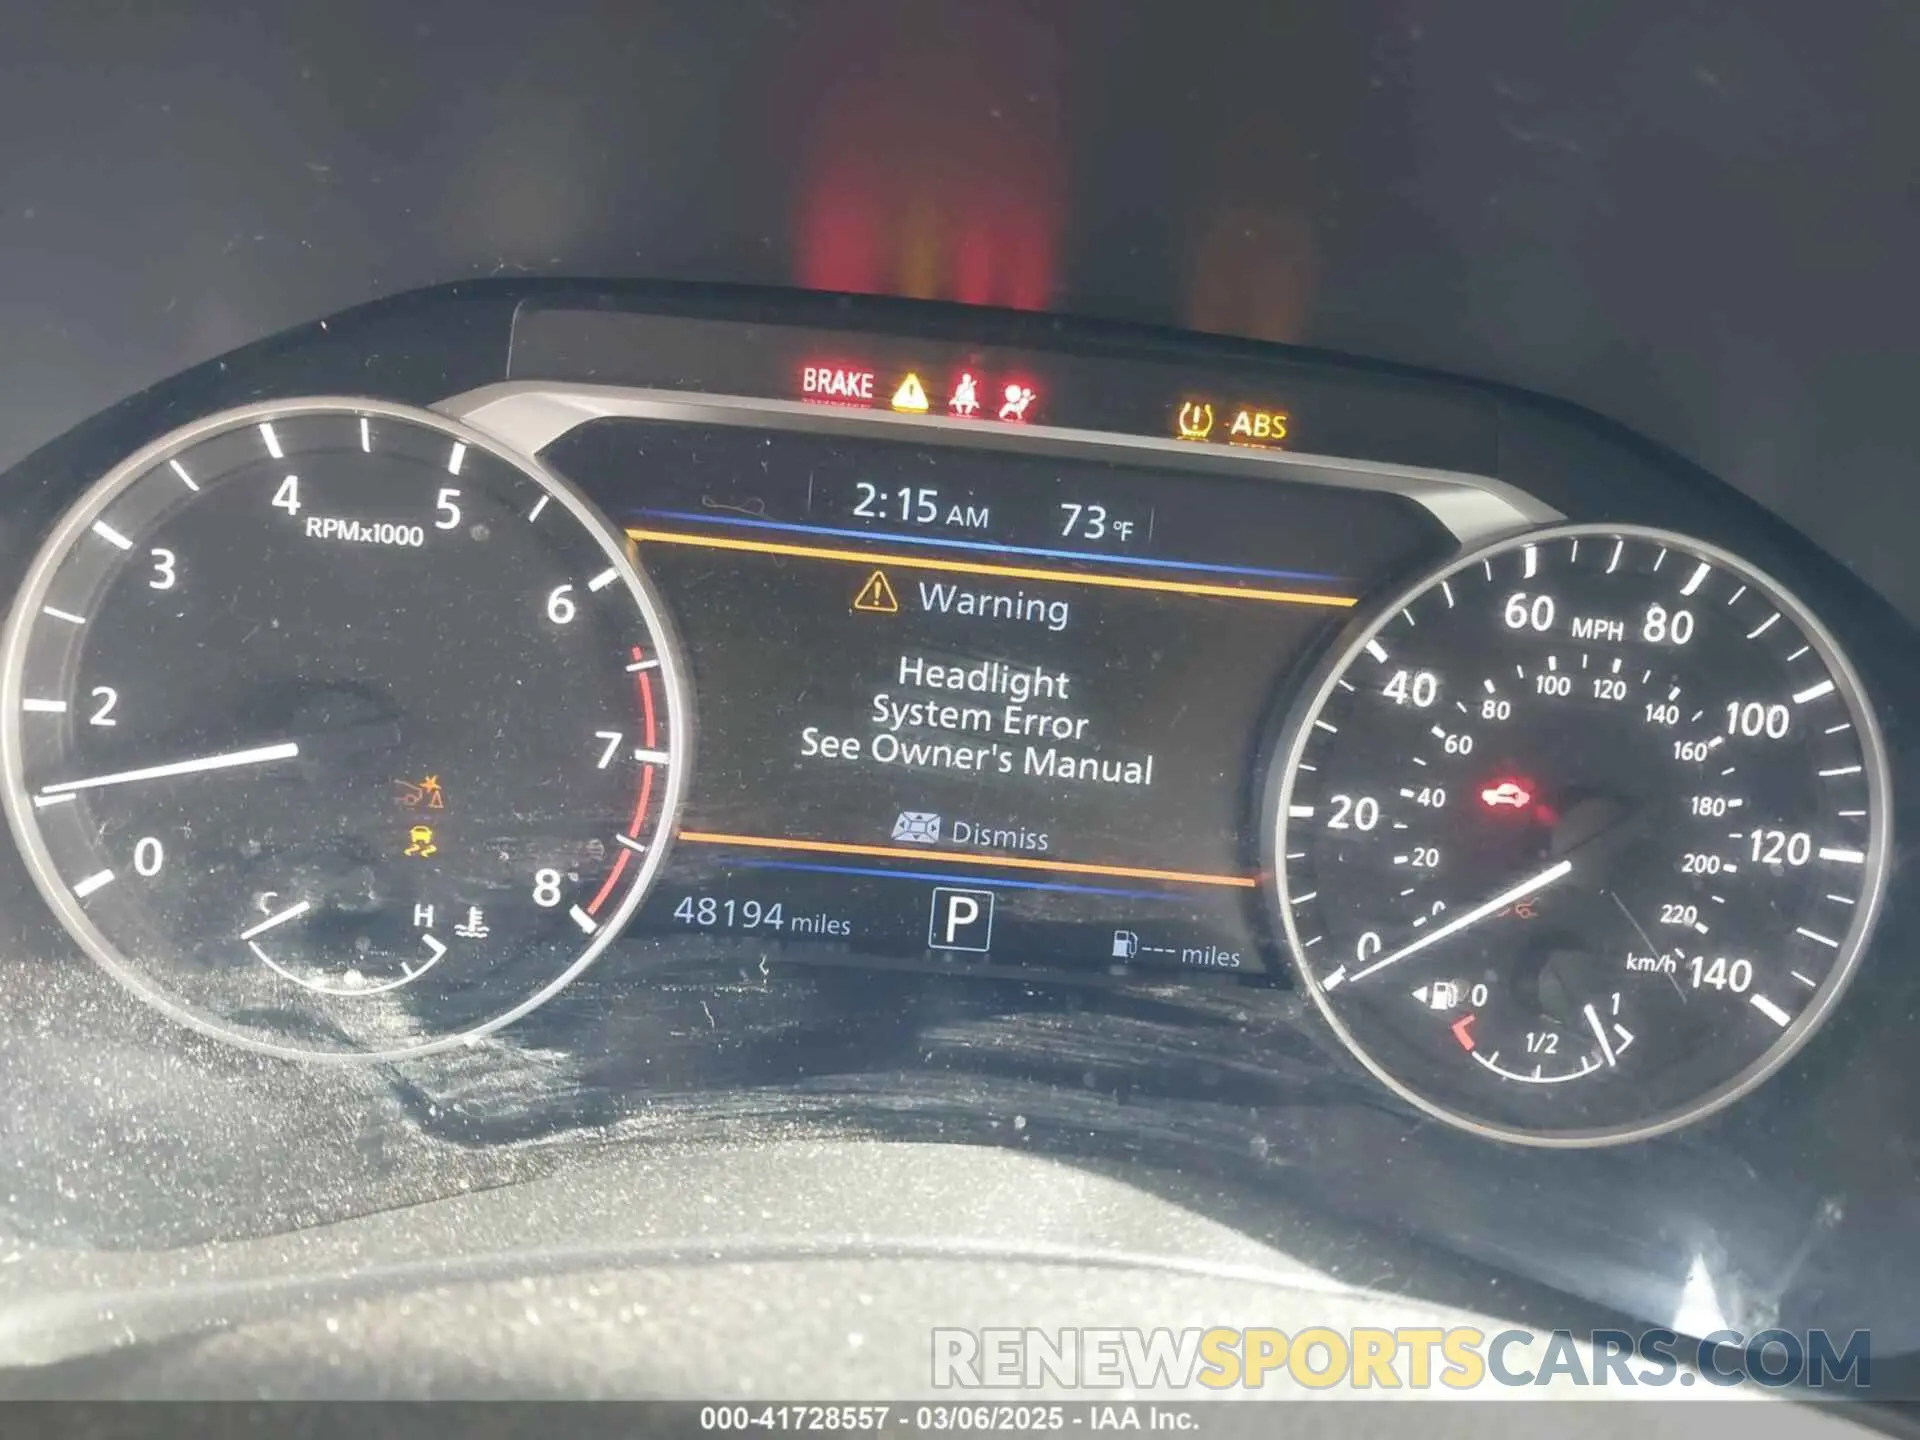 BRAKE
ABS
2:15 AM 73°F
Warning
Headlight
System Error
See Owner's Manual
Dismiss
48194 miles P --- miles
0 2 3 4 5 6 7 8
RPMx1000
C H
0 20 40 60 80 100 120 140
MPH
0 20 40 60 80 100 120 140 160 180 200 220
km/h
0 1/2 1
RENEWSPORTSCARS.COM
000-41728557 - 03/06/2025 - IAA Inc.